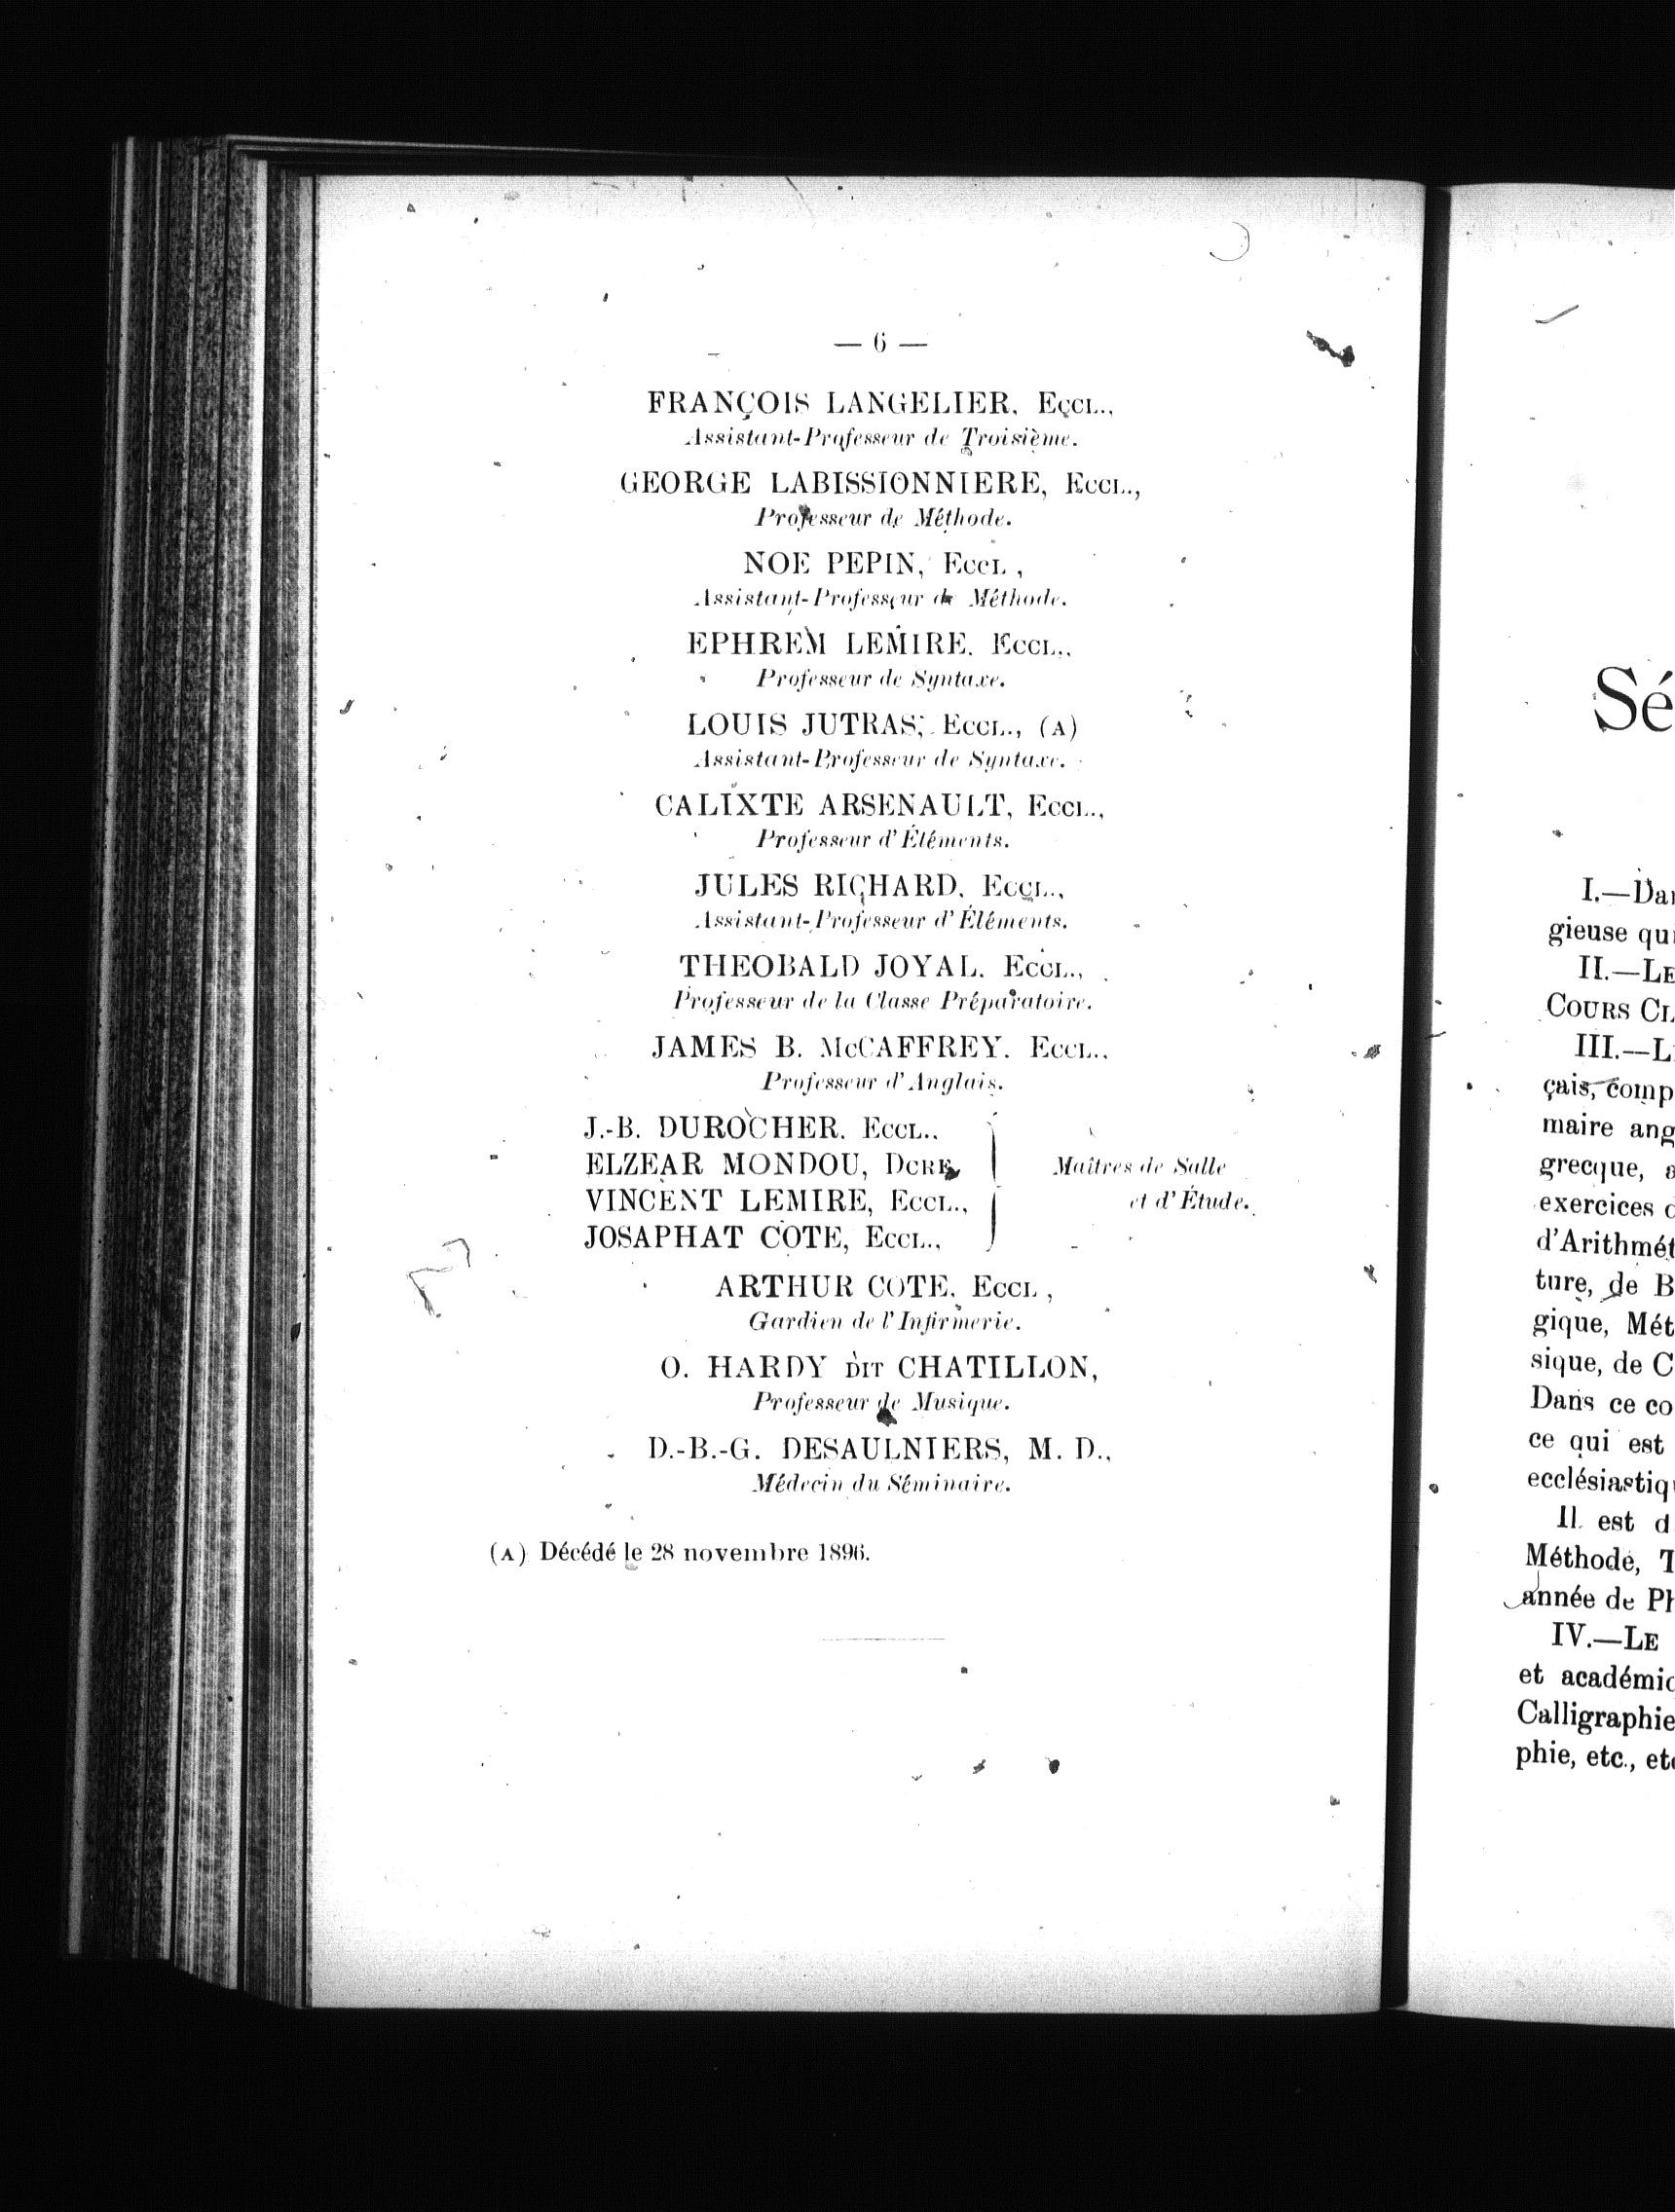 — 6 —
FRANÇOIS LANGELIER, ECCL.,
Assistant-Professeur de Troisième.
GEORGE LABISSIONNIERE, ECCL.,
Professeur de Méthode.
NOE PEPIN, ECCL.,
Assistant-Professeur de Méthode.
EPHREM LEMIRE, ECCL.,
Professeur de Syntaxe.
LOUIS JUTRAS, ECCL., (A)
Assistant-Professeur de Syntaxe.
CALIXTE ARSENAULT, ECCL.,
Professeur d'Éléments.
JULES RICHARD, ECCL.,
Assistant-Professeur d'Éléments.
THEOBALD JOYAL, ECCL.,
Professeur de la Classe Préparatoire.
JAMES B. McCAFFREY, ECCL.,
Professeur d'Anglais.
J.-B. DUROCHER, ECCL.,
ELZEAR MONDOU, DCRE,
VINCENT LEMIRE, ECCL.,
JOSAPHAT COTE, ECCL.,
Maîtres de Salle
et d'Étude.
ARTHUR COTE, ECCL,
Gardien de l'Infirmerie.
O. HARDY DIT CHATILLON,
Professeur de Musique.
D.-B.-G. DESAULNIERS, M. D.,
Médecin du Séminaire.
(A) Décédé le 28 novembre 1896.
Sé
I.—Dan
gieuse qui
II.—LE
COURS CL
III.—L
çais, comp
maire ang
grecque, a
exercices d
d'Arithmét
ture, de B
gique, Mét
sique, de C
Dans ce co
ce qui est
ecclésiastiqu
Il est d
Méthode, T
année de Ph
IV.—LE
et académic
Calligraphie
phie, etc., etc